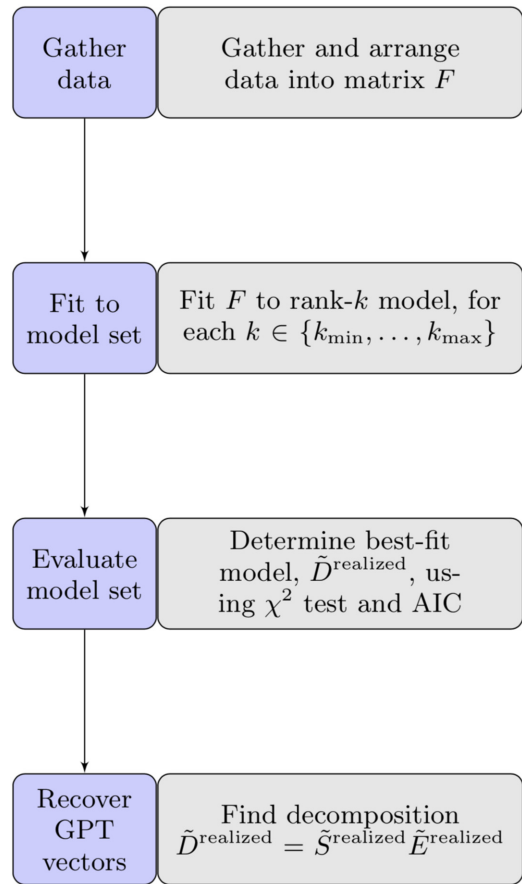 Gather
data
Gather and arrange
data into matrix F
Fit to
model set
Fit F to rank-k model, for
each k ∈ {k_min, . . . , k_max}
Evaluate
model set
Determine best-fit
model, D̃^realized, us-
ing χ² test and AIC
Recover
GPT
vectors
Find decomposition
D̃^realized = S̃^realized Ẽ^realized